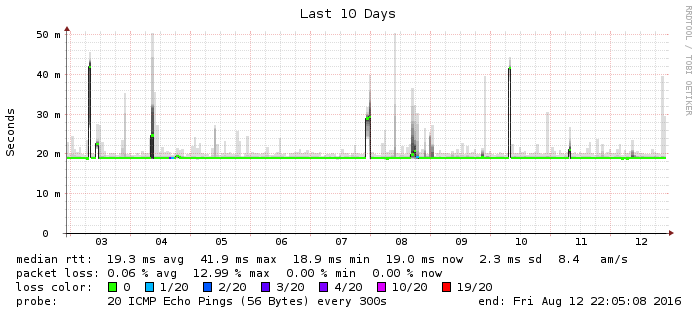 Last 10 Days
RRDTOOL / TOBI OETIKER
Seconds
50 m
40 m
30 m
20 m
10 m
0
03 04 05 06 07 08 09 10 11 12
median rtt: 19.3 ms avg 41.9 ms max 18.9 ms min 19.0 ms now 2.3 ms sd 8.4 am/s
packet loss: 0.06 % avg 12.99 % max 0.00 % min 0.00 % now
loss color: 0 1/20 2/20 3/20 4/20 10/20 19/20
probe: 20 ICMP Echo Pings (56 Bytes) every 300s end: Fri Aug 12 22:05:08 2016